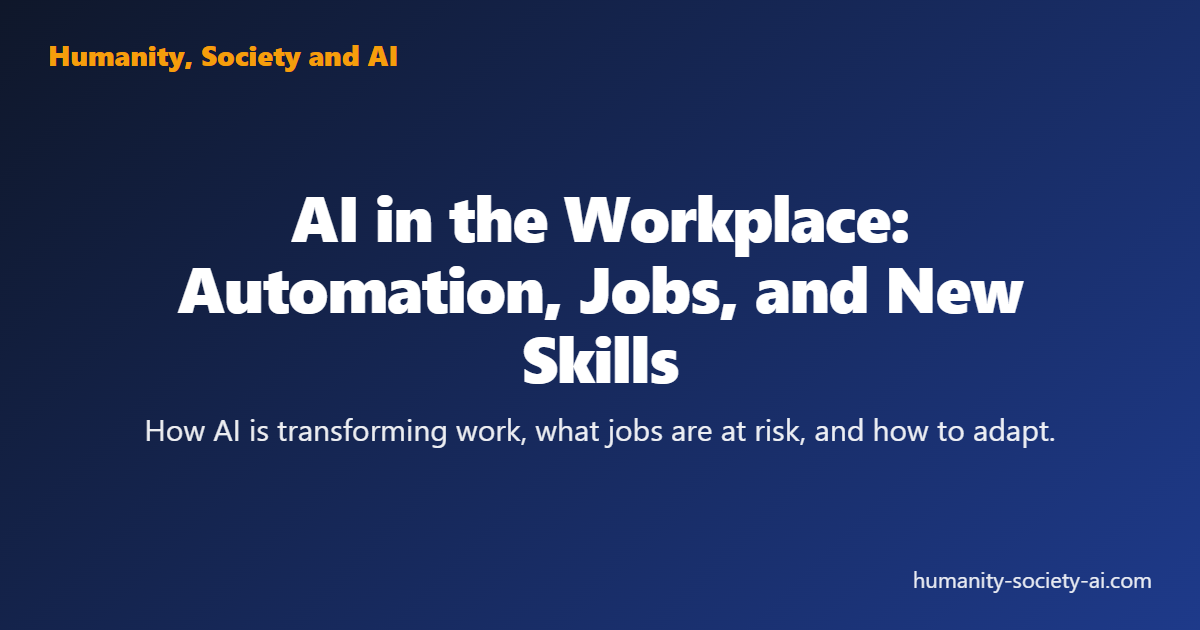 Humanity, Society and AI
AI in the Workplace:
Automation, Jobs, and New
Skills
How AI is transforming work, what jobs are at risk, and how to adapt.
humanity-society-ai.com